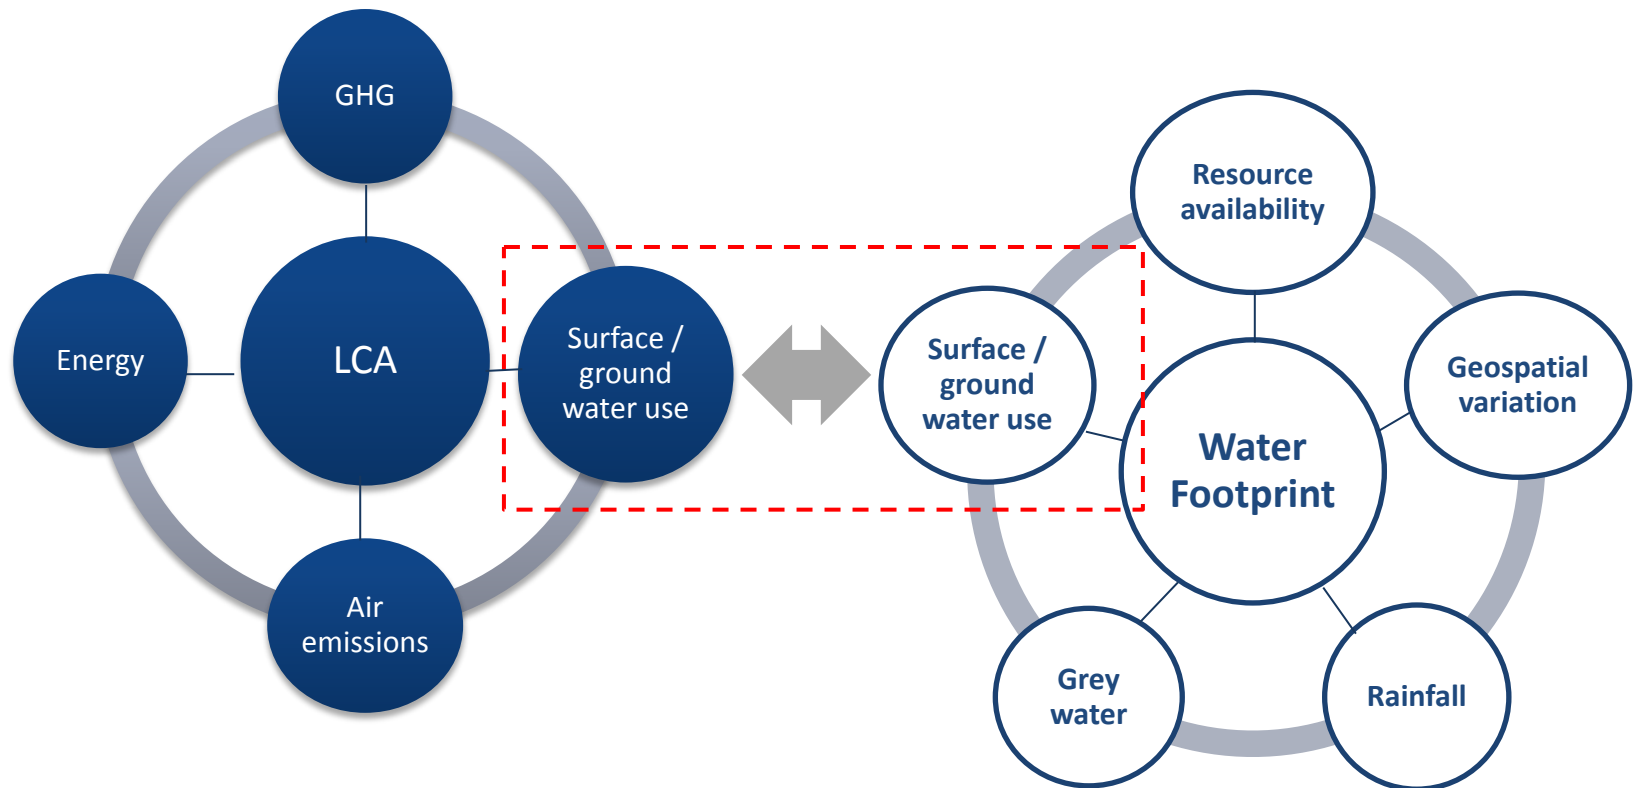 GHG
Energy
LCA
Surface /
ground
water use
Air
emissions
Resource
availability
Surface /
ground
water use
Geospatial
variation
Water
Footprint
Grey
water
Rainfall